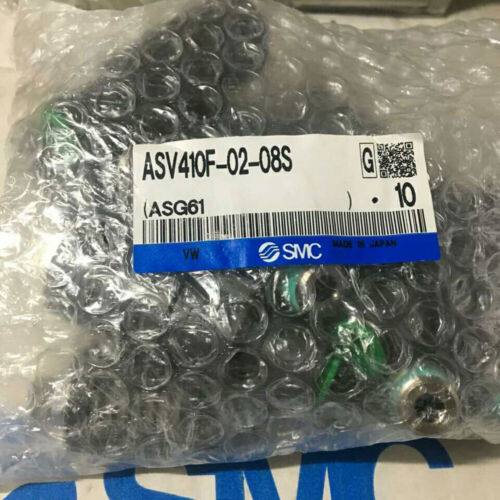 ASV410F-02-08S
G
(ASG61 ) • 10
VW SMC MADE IN JAPAN
SMC